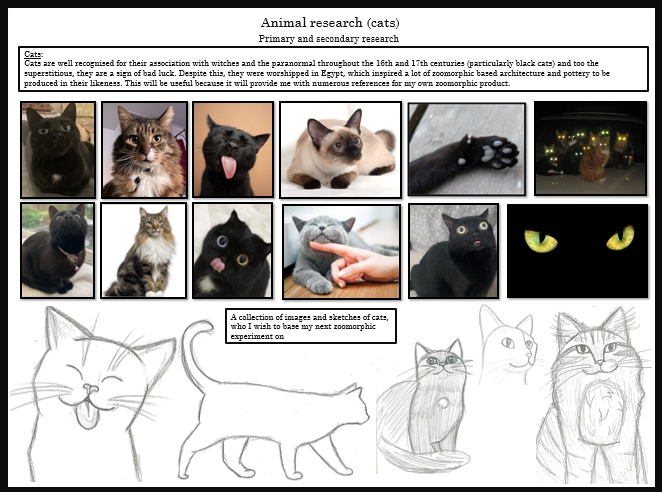 Animal research (cats)
Primary and secondary research
Cats:
Cats are well recognised for their association with witches and the paranormal throughout the 16th and 17th centuries (particularly black cats) and too the
superstitious, they are a sign of bad luck. Despite this, they were worshipped in Egypt, which inspired a lot of zoomorphic based architecture and pottery to be
produced in their likeness. This will be useful because it will provide me with numerous references for my own zoomorphic product.
A collection of images and sketches of cats,
who I wish to base my next zoomorphic
experiment on